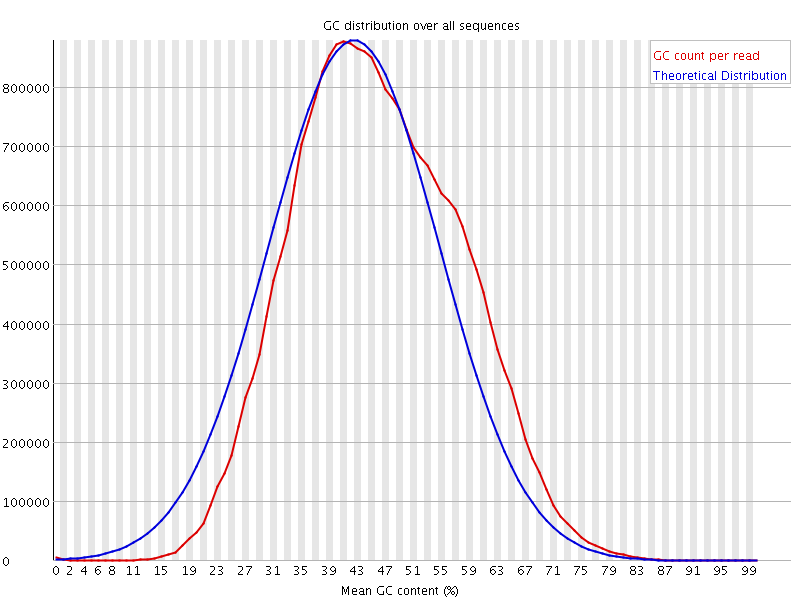 GC distribution over all sequences
GC count per read
Theoretical Distribution
800000
700000
600000
500000
400000
300000
200000
100000
0
0 2 4 6 8 11 15 19 23 27 31 35 39 43 47 51 55 59 63 67 71 75 79 83 87 91 95 99
Mean GC content (%)